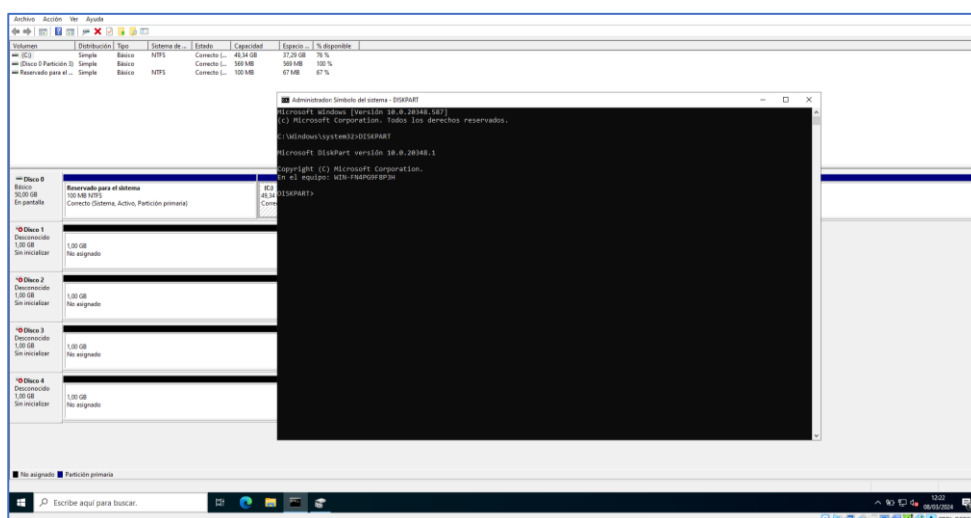 Archivo Acción Ver Ayuda
Volumen Distribución Tipo Sistema de ... Estado Capacidad Espacio ... % disponible
(C:) Simple Básico NTFS Correcto (... 49,34 GB 37,29 GB 76 %
(Disco 0 Partición 3) Simple Básico Correcto (... 569 MB 569 MB 100 %
Reservado para el ... Simple Básico NTFS Correcto (... 100 MB 67 MB 67 %
Administrador: Símbolo del sistema - DISKPART
Microsoft Windows [Versión 10.0.20348.587]
(c) Microsoft Corporation. Todos los derechos reservados.
C:\Windows\system32>DISKPART
Microsoft DiskPart versión 10.0.20348.1
Copyright (C) Microsoft Corporation.
En el equipo: WIN-FN4PG9F8P3H
DISKPART>
Disco 0
Básico
50,00 GB
En pantalla
Reservado para el sistema
100 MB NTFS
Correcto (Sistema, Activo, Partición primaria)
(C:)
49,34
Corre
Disco 1
Desconocido
1,00 GB
Sin inicializar
1,00 GB
No asignado
Disco 2
Desconocido
1,00 GB
Sin inicializar
1,00 GB
No asignado
Disco 3
Desconocido
1,00 GB
Sin inicializar
1,00 GB
No asignado
Disco 4
Desconocido
1,00 GB
Sin inicializar
1,00 GB
No asignado
No asignado Partición primaria
Escribe aquí para buscar.
12:22
08/03/2024